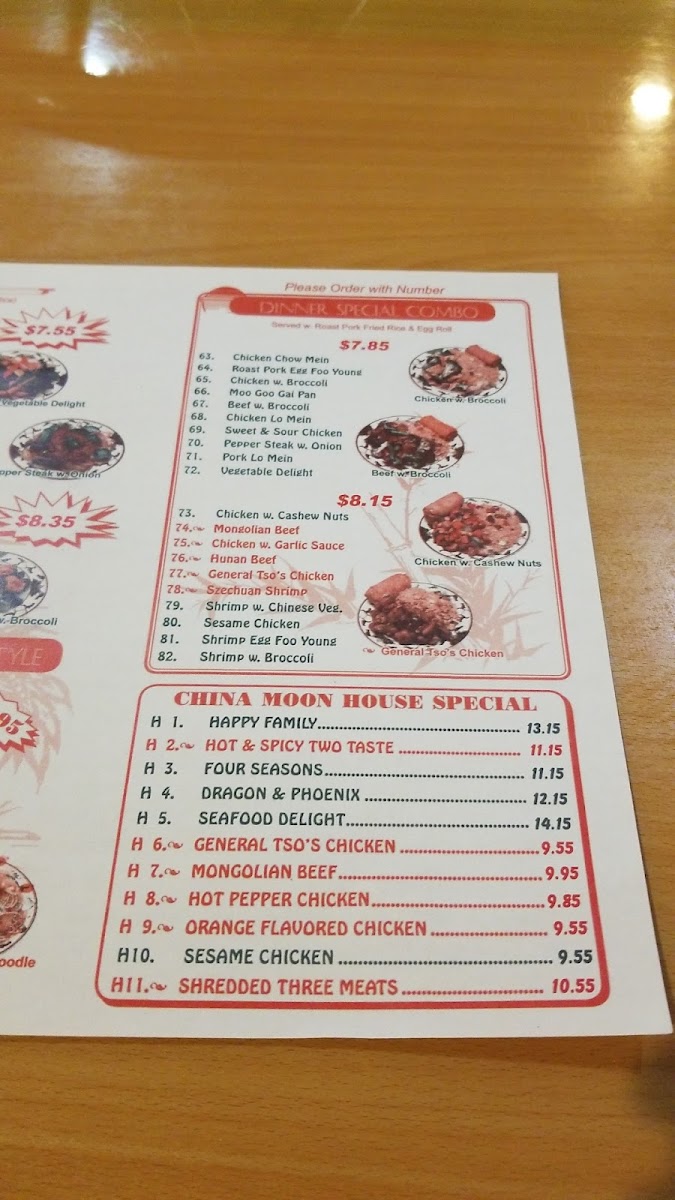 $7.55
Vegetable Delight
pper Steak w. Onion
$8.35
w. Broccoli
TYLE
95
oodle
Please Order with Number
DINNER SPECIAL COMBO
Served w. Roast Pork Fried Rice & Egg Roll
$7.85
63. Chicken Chow Mein
64. Roast Pork Egg Foo Young
65. Chicken w. Broccoli
66. Moo Goo Gai Pan
67. Beef w. Broccoli
68. Chicken Lo Mein
69. Sweet & Sour Chicken
70. Pepper Steak w. Onion
71. Pork Lo Mein
72. Vegetable Delight
Chicken w. Broccoli
Beef w. Broccoli
$8.15
73. Chicken w. Cashew Nuts
74. Mongolian Beef
75. Chicken w. Garlic Sauce
76. Hunan Beef
77. General Tso's Chicken
78. Szechuan Shrimp
79. Shrimp w. Chinese Veg.
80. Sesame Chicken
81. Shrimp Egg Foo Young
82. Shrimp w. Broccoli
Chicken w. Cashew Nuts
General Tso's Chicken
CHINA MOON HOUSE SPECIAL
H 1. HAPPY FAMILY 13.15
H 2. HOT & SPICY TWO TASTE 11.15
H 3. FOUR SEASONS 11.15
H 4. DRAGON & PHOENIX 12.15
H 5. SEAFOOD DELIGHT 14.15
H 6. GENERAL TSO'S CHICKEN 9.55
H 7. MONGOLIAN BEEF 9.95
H 8. HOT PEPPER CHICKEN 9.85
H 9. ORANGE FLAVORED CHICKEN 9.55
H10. SESAME CHICKEN 9.55
H11. SHREDDED THREE MEATS 10.55